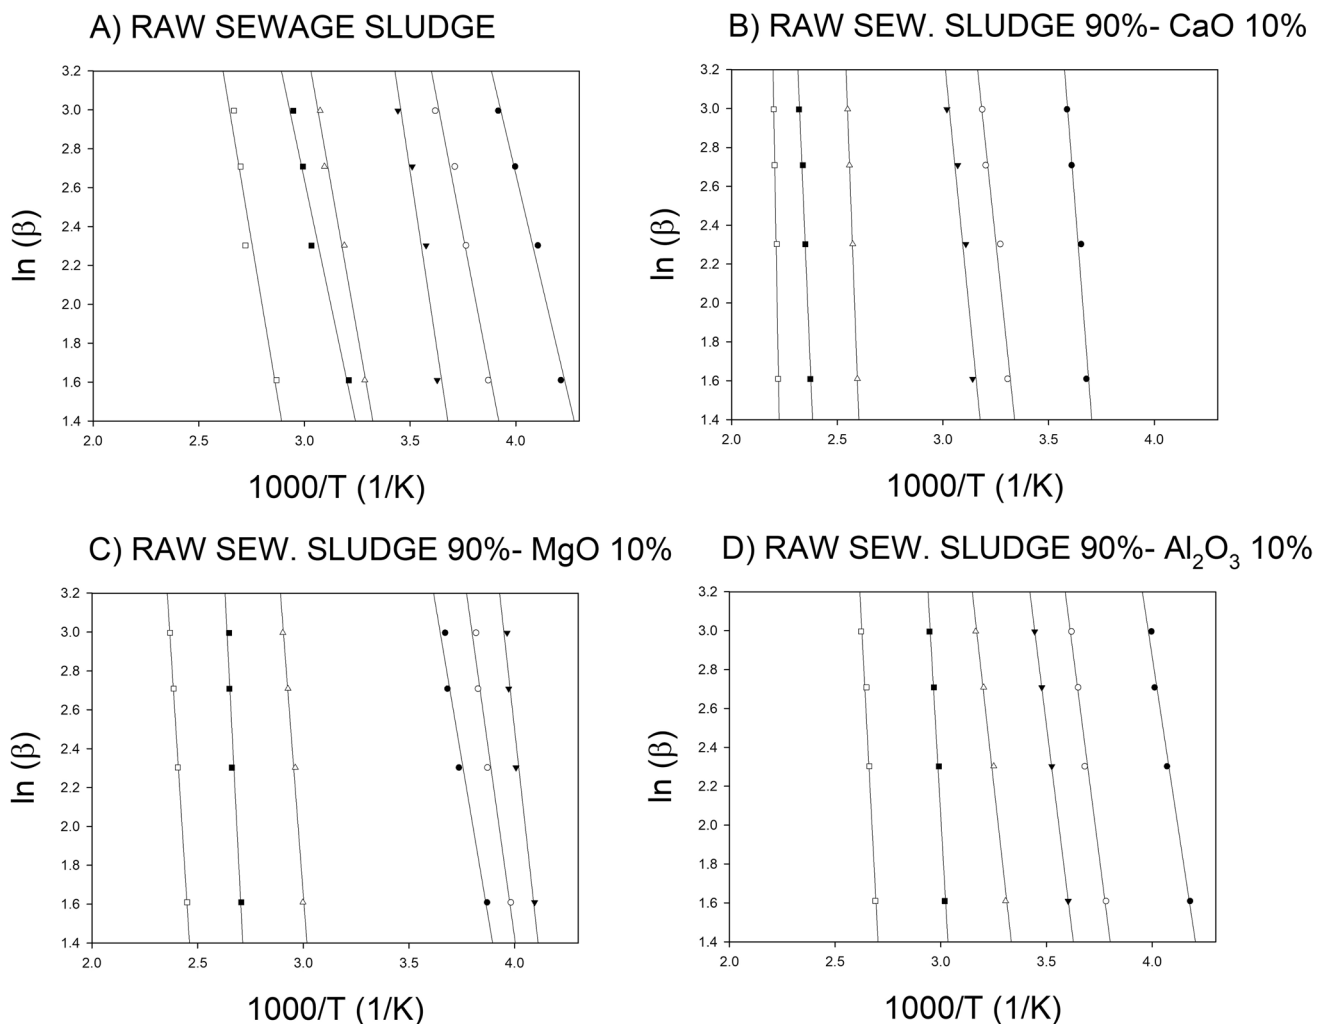 A) RAW SEWAGE SLUDGE
3.2
3.0
2.8
2.6
2.4
2.2
2.0
1.8
1.6
1.4
ln (β)
2.0 2.5 3.0 3.5 4.0
1000/T (1/K)
B) RAW SEW. SLUDGE 90%- CaO 10%
3.2
3.0
2.8
2.6
2.4
2.2
2.0
1.8
1.6
1.4
ln (β)
2.0 2.5 3.0 3.5 4.0
1000/T (1/K)
C) RAW SEW. SLUDGE 90%- MgO 10%
3.2
3.0
2.8
2.6
2.4
2.2
2.0
1.8
1.6
1.4
ln (β)
2.0 2.5 3.0 3.5 4.0
1000/T (1/K)
D) RAW SEW. SLUDGE 90%- Al₂O₃ 10%
3.2
3.0
2.8
2.6
2.4
2.2
2.0
1.8
1.6
1.4
ln (β)
2.0 2.5 3.0 3.5 4.0
1000/T (1/K)